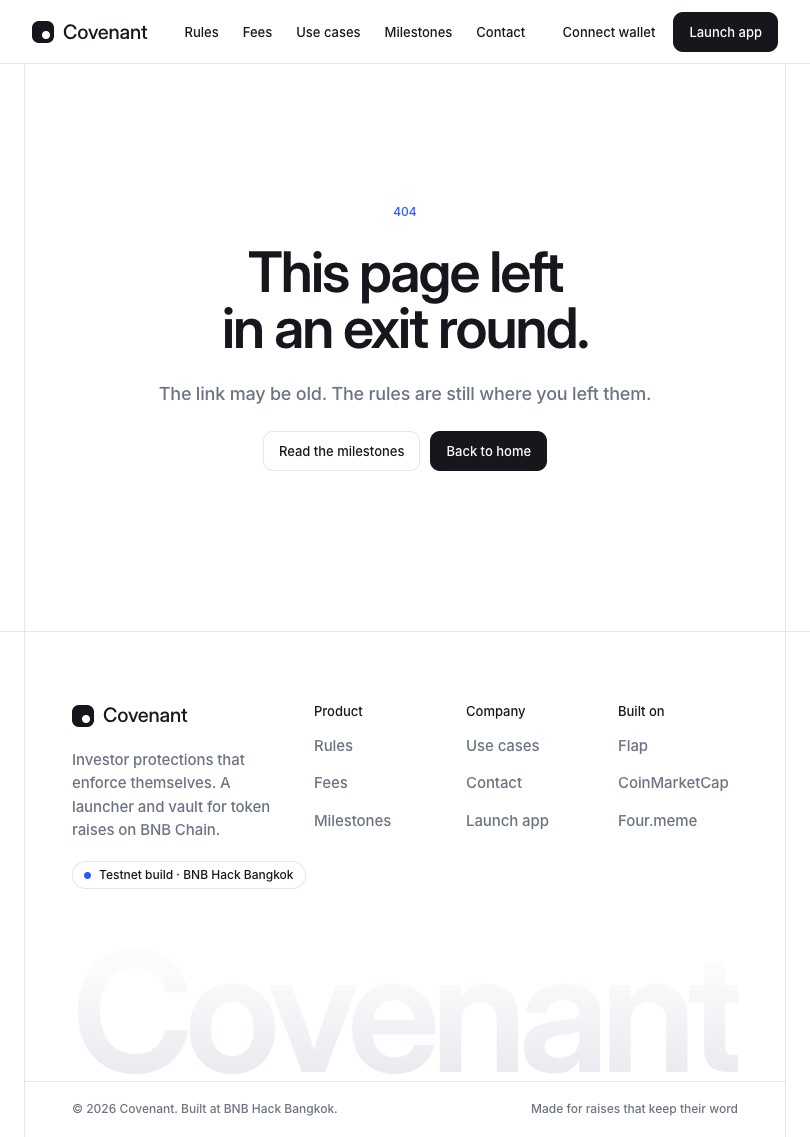 Covenant
Rules
Fees
Use cases
Milestones
Contact
Connect wallet
Launch app
404
This page left
in an exit round.
The link may be old. The rules are still where you left them.
Read the milestones
Back to home
Covenant
Investor protections that
enforce themselves. A
launcher and vault for token
raises on BNB Chain.
Testnet build · BNB Hack Bangkok
Product
Rules
Fees
Milestones
Company
Use cases
Contact
Launch app
Built on
Flap
CoinMarketCap
Four.meme
Covenant
© 2026 Covenant. Built at BNB Hack Bangkok.
Made for raises that keep their word